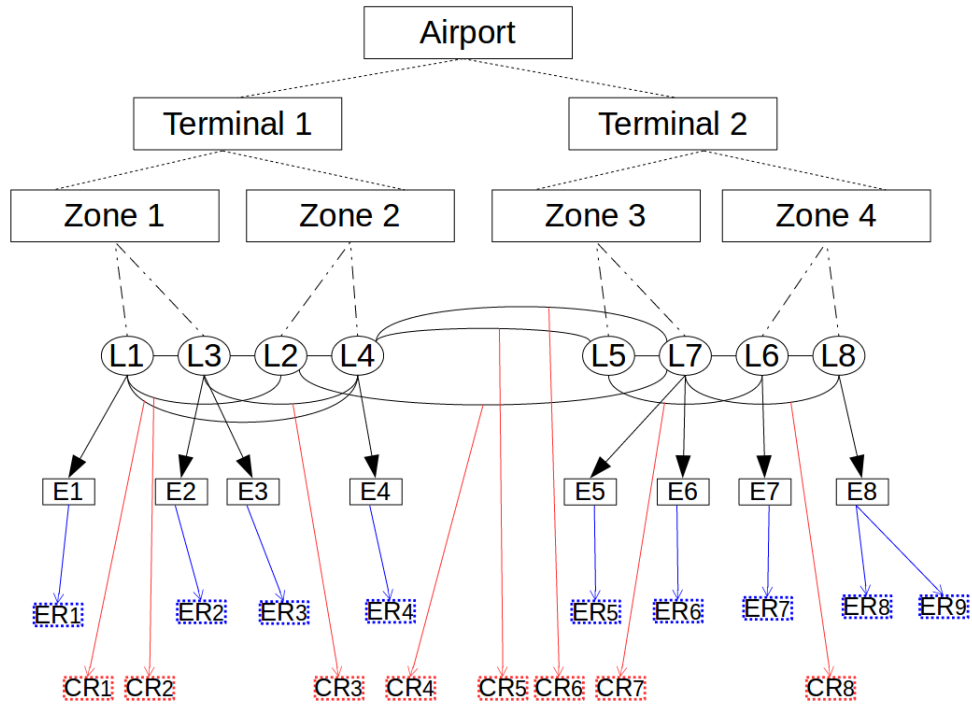 Airport
Terminal 1 Terminal 2
Zone 1 Zone 2 Zone 3 Zone 4
L1 L3 L2 L4 L5 L7 L6 L8
E1 E2 E3 E4 E5 E6 E7 E8
ER1 ER2 ER3 ER4 ER5 ER6 ER7 ER8 ER9
CR1 CR2 CR3 CR4 CR5 CR6 CR7 CR8